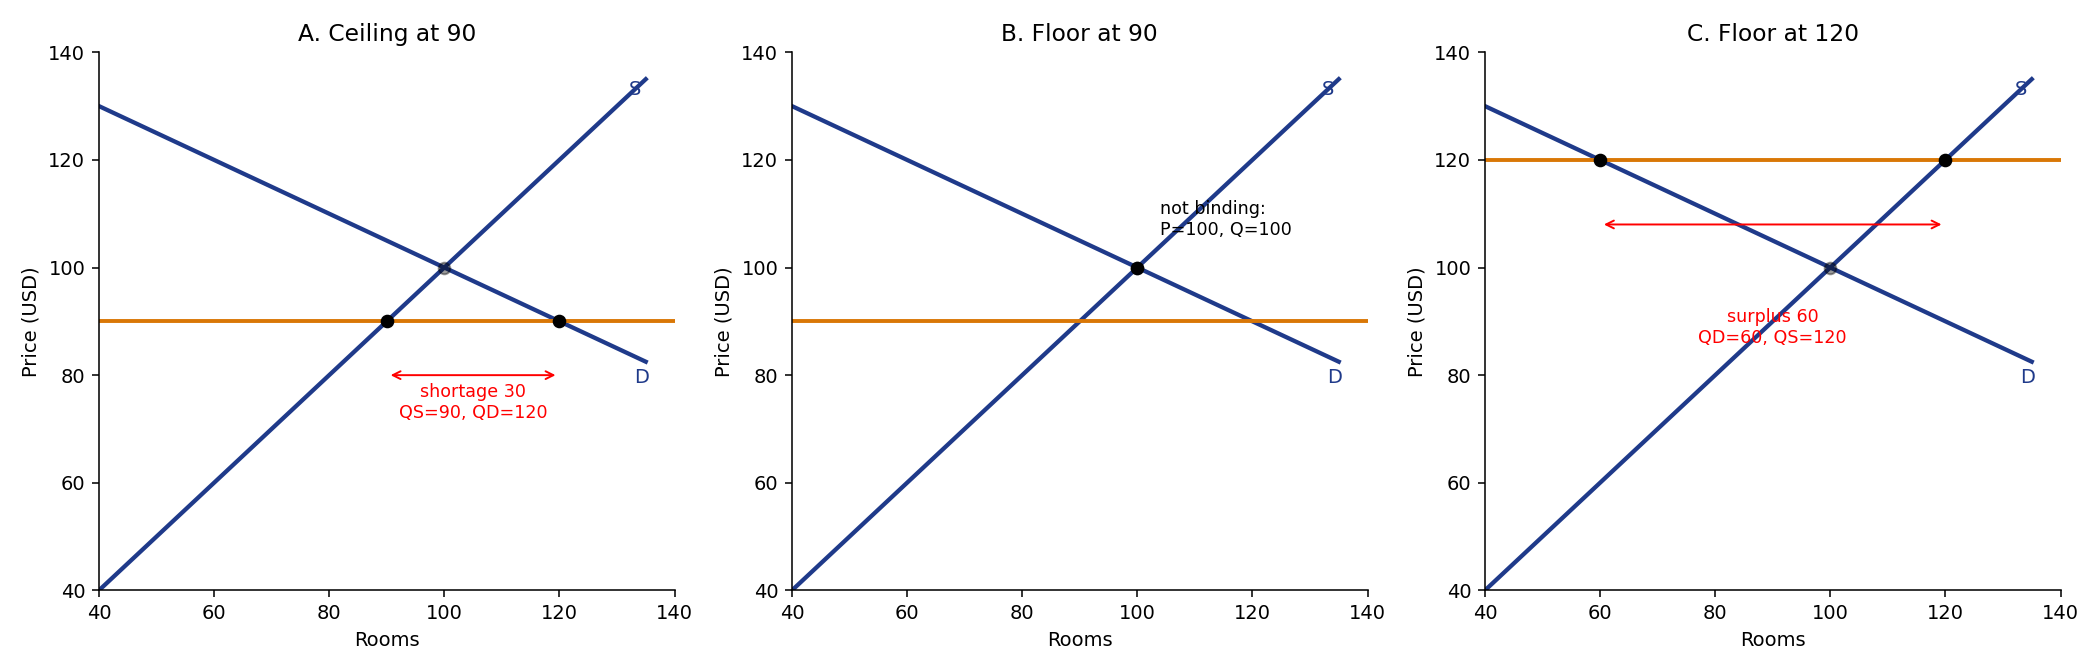 A. Ceiling at 90
140
120
100
80
60
40
Price (USD)
S
D
shortage 30
QS=90, QD=120
40
60
80
100
120
140
Rooms
B. Floor at 90
140
120
100
80
60
40
Price (USD)
S
not binding:
P=100, Q=100
D
40
60
80
100
120
140
Rooms
C. Floor at 120
140
120
100
80
60
40
Price (USD)
S
surplus 60
QD=60, QS=120
D
40
60
80
100
120
140
Rooms